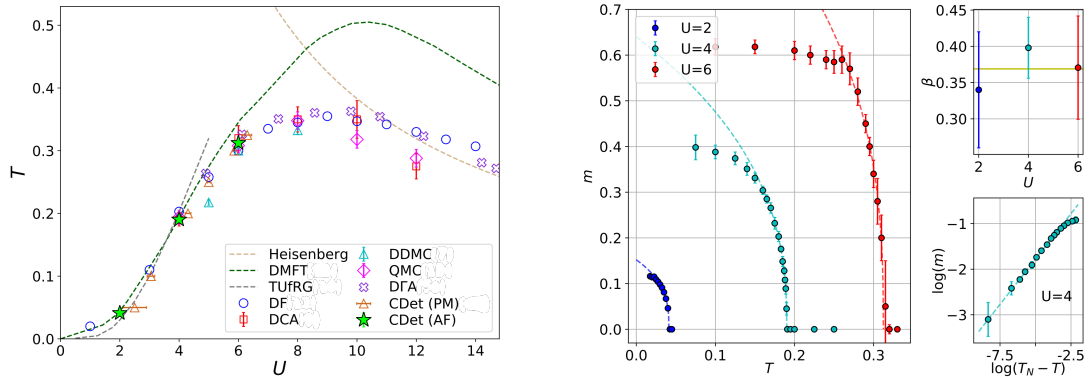 0.5
0.4
0.3
0.2
0.1
0.0
T
0 2 4 6 8 10 12 14
U
Heisenberg
DMFT
TUfRG
DF
DCA
DDMC
QMC
DΓA
CDet (PM)
CDet (AF)
m
0.7
0.6
0.5
0.4
0.3
0.2
0.1
0.0
0.0 0.1 0.2 0.3
T
U=2
U=4
U=6
β
0.45
0.40
0.35
0.30
2 4 6
U
log(m)
−1
−2
−3
U=4
−7.5 −5.0 −2.5
log(T_N − T)